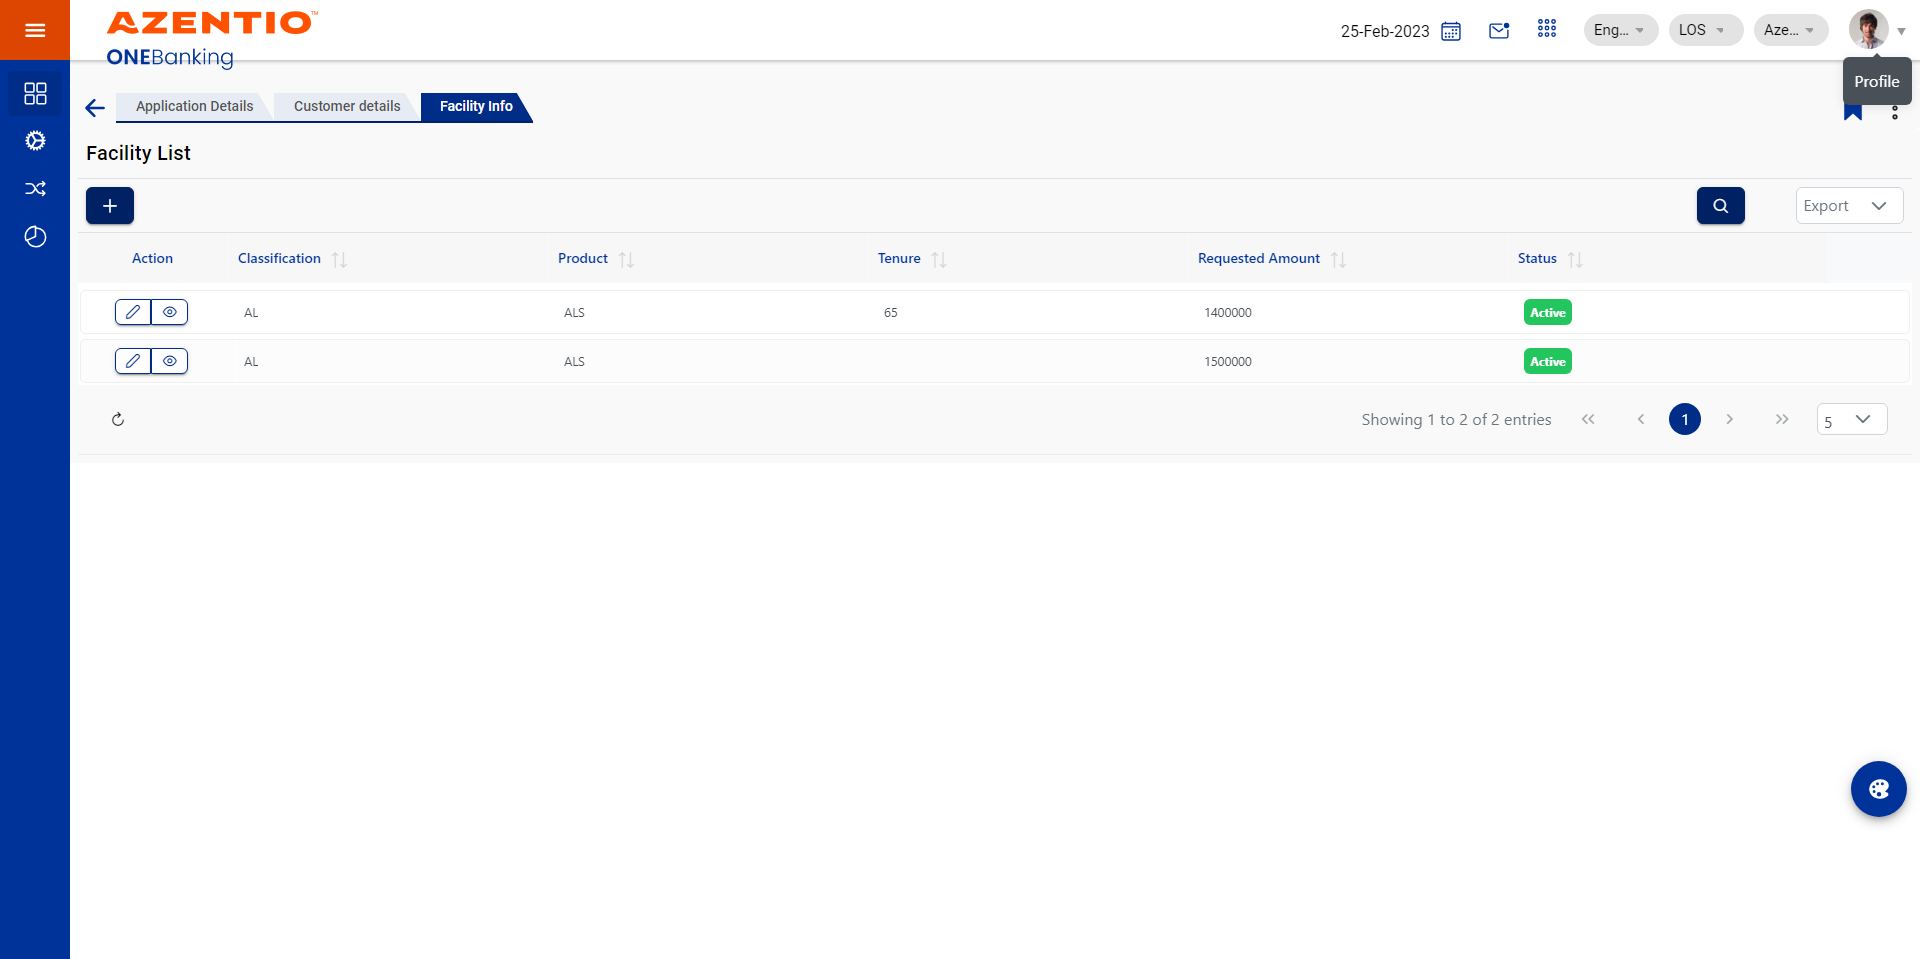 AZENTIO™
ONEBanking
25-Feb-2023
Eng...
LOS
Aze...
Profile
Application Details
Customer details
Facility Info
Facility List
Export
Action
Classification
Product
Tenure
Requested Amount
Status
AL
ALS
65
1400000
Active
AL
ALS
1500000
Active
Showing 1 to 2 of 2 entries
1
5